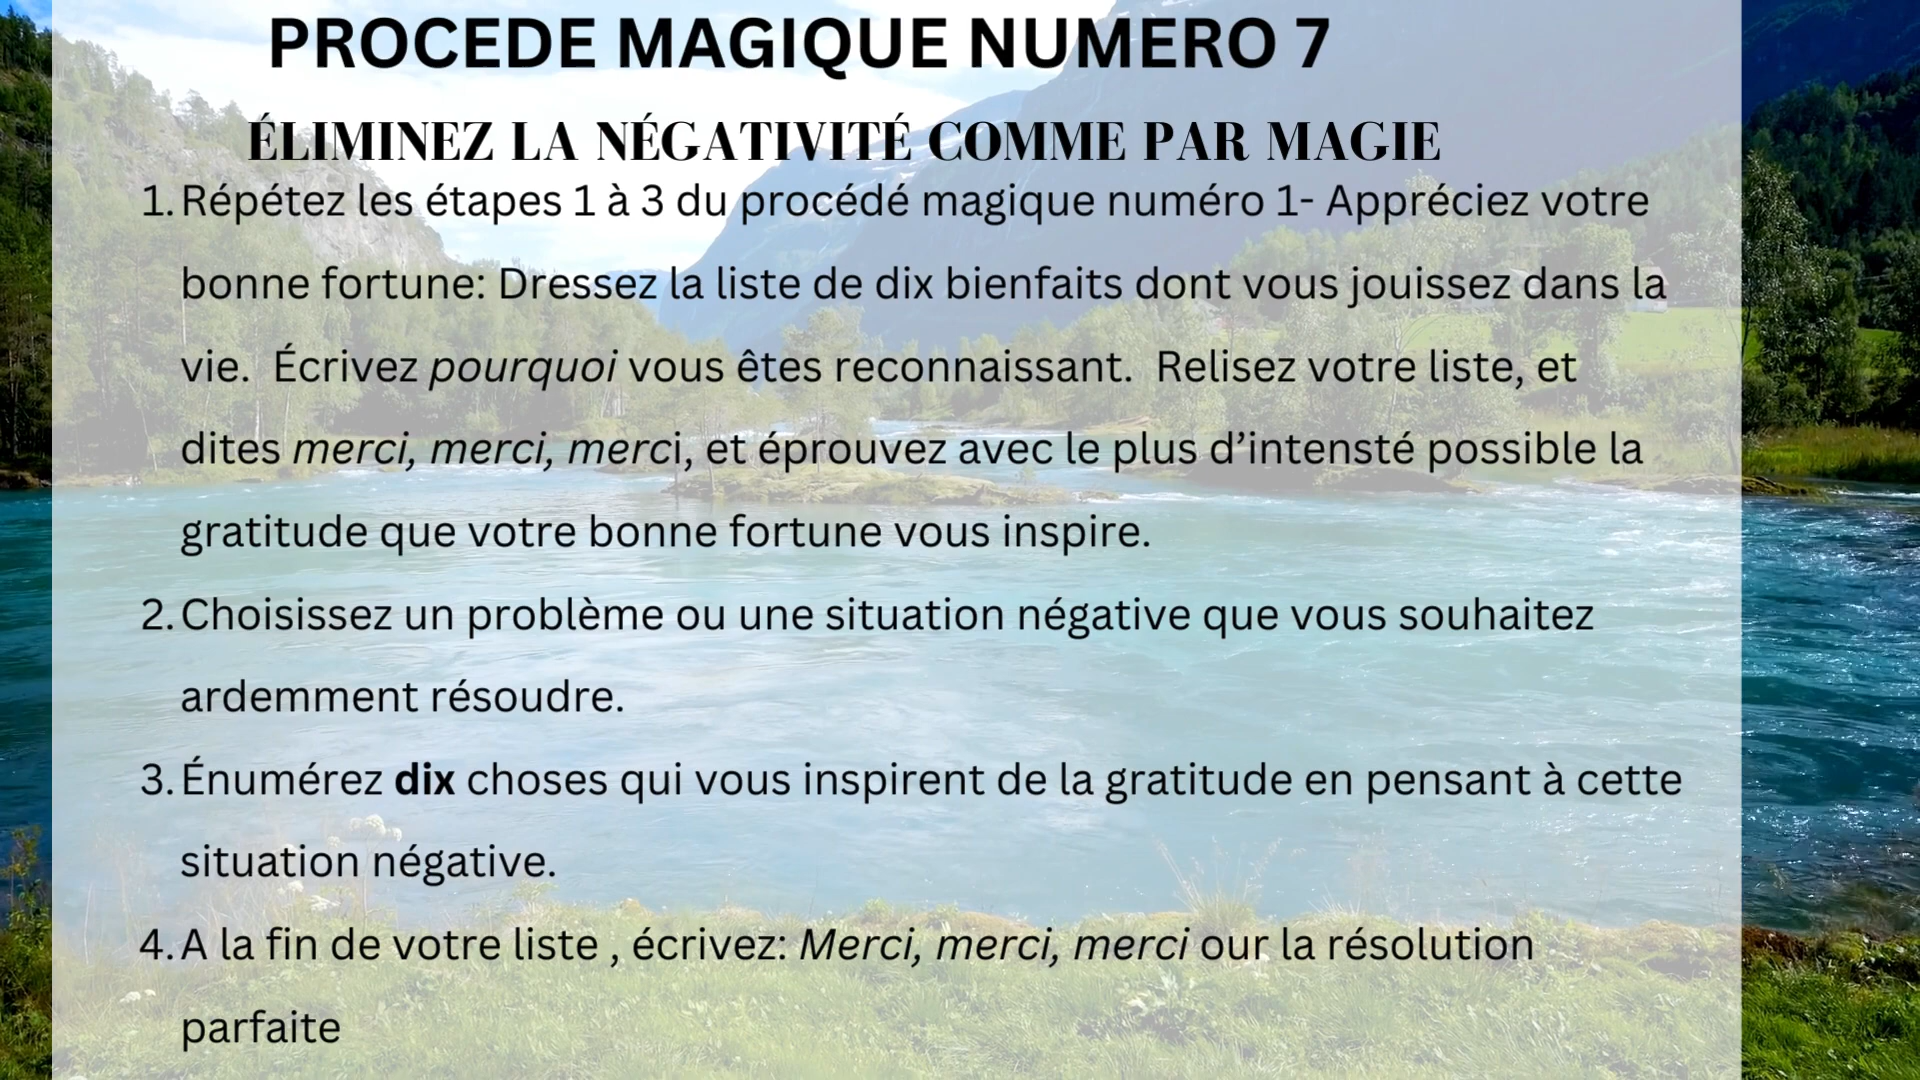 PROCEDE MAGIQUE NUMERO 7
ÉLIMINEZ LA NÉGATIVITÉ COMME PAR MAGIE
1. Répétez les étapes 1 à 3 du procédé magique numéro 1- Appréciez votre
bonne fortune: Dressez la liste de dix bienfaits dont vous jouissez dans la
vie.  Écrivez pourquoi vous êtes reconnaissant.  Relisez votre liste, et
dites merci, merci, merci, et éprouvez avec le plus d’intensté possible la
gratitude que votre bonne fortune vous inspire.
2. Choisissez un problème ou une situation négative que vous souhaitez
ardemment résoudre.
3. Énumérez dix choses qui vous inspirent de la gratitude en pensant à cette
situation négative.
4. A la fin de votre liste , écrivez: Merci, merci, merci our la résolution
parfaite